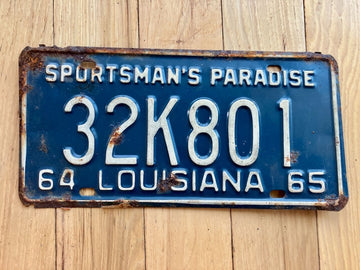 SPORTSMAN'S PARADISE
32K801
64 LOUISIANA 65